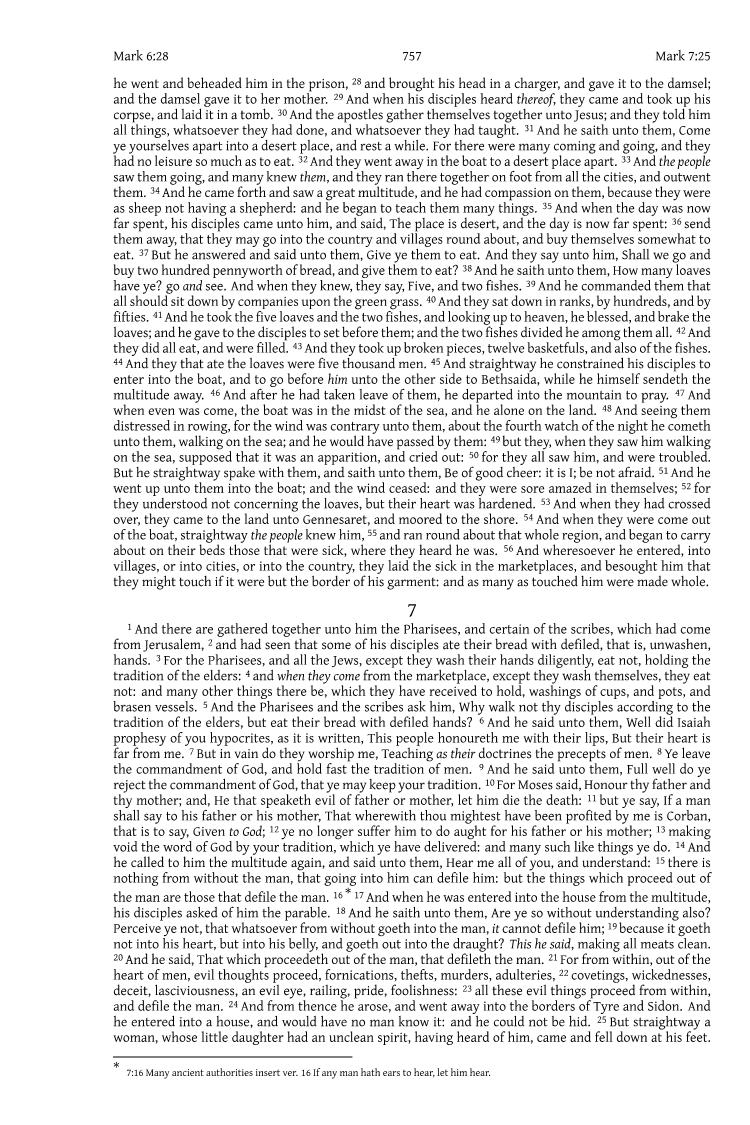 Mark 6:28 757 Mark 7:25
he went and beheaded him in the prison, 28 and brought his head in a charger, and gave it to the damsel;
and the damsel gave it to her mother. 29 And when his disciples heard thereof, they came and took up his
corpse, and laid it in a tomb. 30 And the apostles gather themselves together unto Jesus; and they told him
all things, whatsoever they had done, and whatsoever they had taught. 31 And he saith unto them, Come
ye yourselves apart into a desert place, and rest a while. For there were many coming and going, and they
had no leisure so much as to eat. 32 And they went away in the boat to a desert place apart. 33 And the people
saw them going, and many knew them, and they ran there together on foot from all the cities, and outwent
them. 34 And he came forth and saw a great multitude, and he had compassion on them, because they were
as sheep not having a shepherd: and he began to teach them many things. 35 And when the day was now
far spent, his disciples came unto him, and said, The place is desert, and the day is now far spent: 36 send
them away, that they may go into the country and villages round about, and buy themselves somewhat to
eat. 37 But he answered and said unto them, Give ye them to eat. And they say unto him, Shall we go and
buy two hundred pennyworth of bread, and give them to eat? 38 And he saith unto them, How many loaves
have ye? go and see. And when they knew, they say, Five, and two fishes. 39 And he commanded them that
all should sit down by companies upon the green grass. 40 And they sat down in ranks, by hundreds, and by
fifties. 41 And he took the five loaves and the two fishes, and looking up to heaven, he blessed, and brake the
loaves; and he gave to the disciples to set before them; and the two fishes divided he among them all. 42 And
they did all eat, and were filled. 43 And they took up broken pieces, twelve basketfuls, and also of the fishes.
44 And they that ate the loaves were five thousand men. 45 And straightway he constrained his disciples to
enter into the boat, and to go before him unto the other side to Bethsaida, while he himself sendeth the
multitude away. 46 And after he had taken leave of them, he departed into the mountain to pray. 47 And
when even was come, the boat was in the midst of the sea, and he alone on the land. 48 And seeing them
distressed in rowing, for the wind was contrary unto them, about the fourth watch of the night he cometh
unto them, walking on the sea; and he would have passed by them: 49 but they, when they saw him walking
on the sea, supposed that it was an apparition, and cried out: 50 for they all saw him, and were troubled.
But he straightway spake with them, and saith unto them, Be of good cheer: it is I; be not afraid. 51 And he
went up unto them into the boat; and the wind ceased: and they were sore amazed in themselves; 52 for
they understood not concerning the loaves, but their heart was hardened. 53 And when they had crossed
over, they came to the land unto Gennesaret, and moored to the shore. 54 And when they were come out
of the boat, straightway the people knew him, 55 and ran round about that whole region, and began to carry
about on their beds those that were sick, where they heard he was. 56 And wheresoever he entered, into
villages, or into cities, or into the country, they laid the sick in the marketplaces, and besought him that
they might touch if it were but the border of his garment: and as many as touched him were made whole.
7
1 And there are gathered together unto him the Pharisees, and certain of the scribes, which had come
from Jerusalem, 2 and had seen that some of his disciples ate their bread with defiled, that is, unwashen,
hands. 3 For the Pharisees, and all the Jews, except they wash their hands diligently, eat not, holding the
tradition of the elders: 4 and when they come from the marketplace, except they wash themselves, they eat
not: and many other things there be, which they have received to hold, washings of cups, and pots, and
brasen vessels. 5 And the Pharisees and the scribes ask him, Why walk not thy disciples according to the
tradition of the elders, but eat their bread with defiled hands? 6 And he said unto them, Well did Isaiah
prophesy of you hypocrites, as it is written, This people honoureth me with their lips, But their heart is
far from me. 7 But in vain do they worship me, Teaching as their doctrines the precepts of men. 8 Ye leave
the commandment of God, and hold fast the tradition of men. 9 And he said unto them, Full well do ye
reject the commandment of God, that ye may keep your tradition. 10 For Moses said, Honour thy father and
thy mother; and, He that speaketh evil of father or mother, let him die the death: 11 but ye say, If a man
shall say to his father or his mother, That wherewith thou mightest have been profited by me is Corban,
that is to say, Given to God; 12 ye no longer suffer him to do aught for his father or his mother; 13 making
void the word of God by your tradition, which ye have delivered: and many such like things ye do. 14 And
he called to him the multitude again, and said unto them, Hear me all of you, and understand: 15 there is
nothing from without the man, that going into him can defile him: but the things which proceed out of
the man are those that defile the man. 16 * 17 And when he was entered into the house from the multitude,
his disciples asked of him the parable. 18 And he saith unto them, Are ye so without understanding also?
Perceive ye not, that whatsoever from without goeth into the man, it cannot defile him; 19 because it goeth
not into his heart, but into his belly, and goeth out into the draught? This he said, making all meats clean.
20 And he said, That which proceedeth out of the man, that defileth the man. 21 For from within, out of the
heart of men, evil thoughts proceed, fornications, thefts, murders, adulteries, 22 covetings, wickednesses,
deceit, lasciviousness, an evil eye, railing, pride, foolishness: 23 all these evil things proceed from within,
and defile the man. 24 And from thence he arose, and went away into the borders of Tyre and Sidon. And
he entered into a house, and would have no man know it: and he could not be hid. 25 But straightway a
woman, whose little daughter had an unclean spirit, having heard of him, came and fell down at his feet.
* 7:16 Many ancient authorities insert ver. 16 If any man hath ears to hear, let him hear.